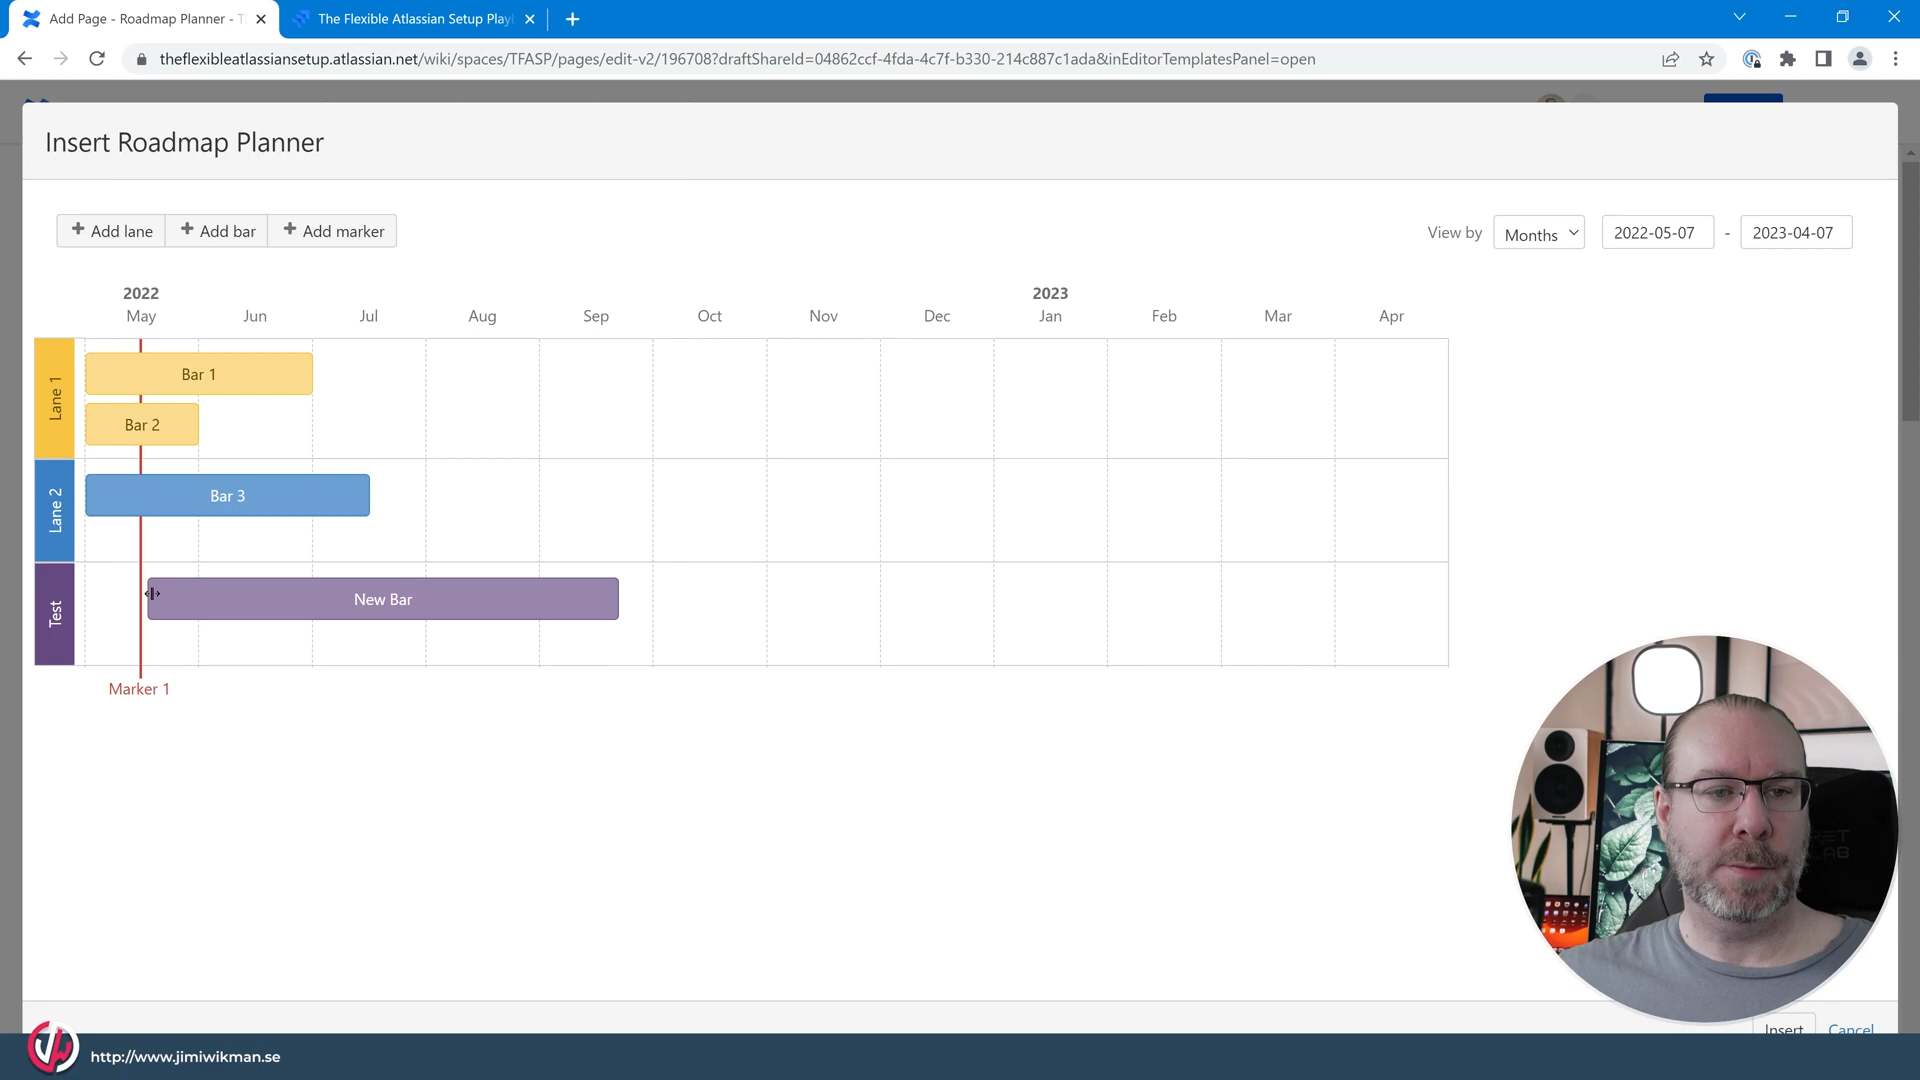 Add Page - Roadmap Planner - T
The Flexible Atlassian Setup Play
theflexibleatlassiansetup.atlassian.net/wiki/spaces/TFASP/pages/edit-v2/196708?draftShareId=04862ccf-4fda-4c7f-b330-214c887c1ada&inEditorTemplatesPanel=open
Insert Roadmap Planner
+ Add lane + Add bar + Add marker
View by Months 2022-05-07 - 2023-04-07
2022 2023
May Jun Jul Aug Sep Oct Nov Dec Jan Feb Mar Apr
Lane 1
Bar 1
Bar 2
Lane 2
Bar 3
Test
New Bar
Marker 1
Insert Cancel
http://www.jimiwikman.se